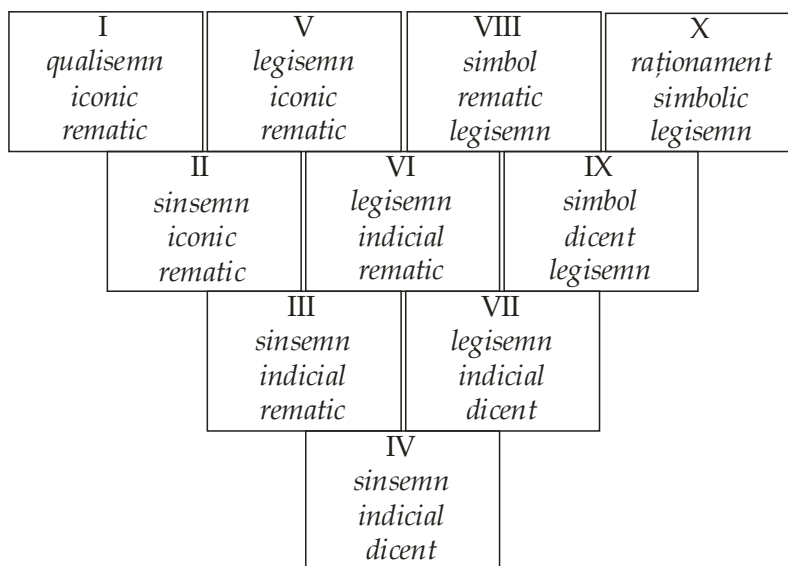 I
qualisemn
iconic
rematic
V
legisemn
iconic
rematic
VIII
simbol
rematic
legisemn
X
raționament
simbolic
legisemn
II
sinsemn
iconic
rematic
VI
legisemn
indicial
rematic
IX
simbol
dicent
legisemn
III
sinsemn
indicial
rematic
VII
legisemn
indicial
dicent
IV
sinsemn
indicial
dicent